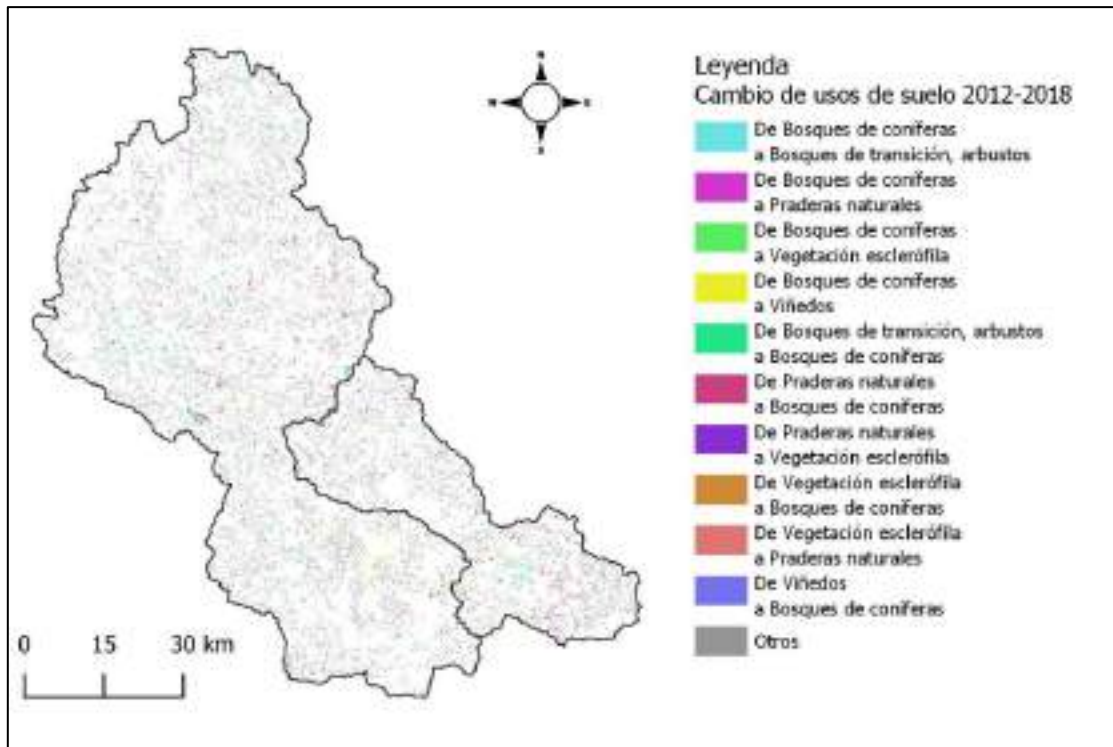 Leyenda
Cambio de usos de suelo 2012-2018
De Bosques de coníferas
a Bosques de transición, arbustos
De Bosques de coníferas
a Praderas naturales
De Bosques de coníferas
a Vegetación esclerófila
De Bosques de coníferas
a Viñedos
De Bosques de transición, arbustos
a Bosques de coníferas
De Praderas naturales
a Bosques de coníferas
De Praderas naturales
a Vegetación esclerófila
De Vegetación esclerófila
a Bosques de coníferas
De Vegetación esclerófila
a Praderas naturales
De Viñedos
a Bosques de coníferas
Otros
0 15 30 km